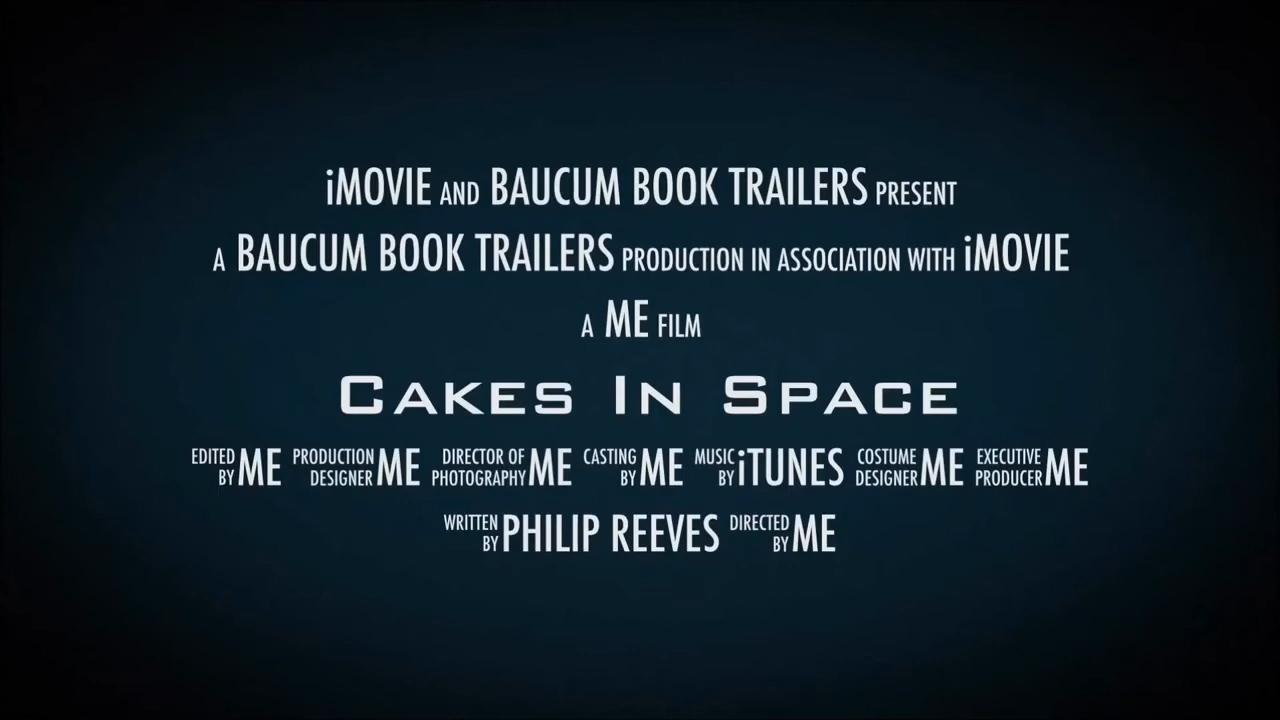 iMOVIE AND BAUCUM BOOK TRAILERS PRESENT
A BAUCUM BOOK TRAILERS PRODUCTION IN ASSOCIATION WITH iMOVIE
A ME FILM
CAKES IN SPACE
EDITED BY ME PRODUCTION DESIGNER ME DIRECTOR OF PHOTOGRAPHY ME CASTING BY ME MUSIC BY iTUNES COSTUME DESIGNER ME EXECUTIVE PRODUCER ME
WRITTEN BY PHILIP REEVES DIRECTED BY ME